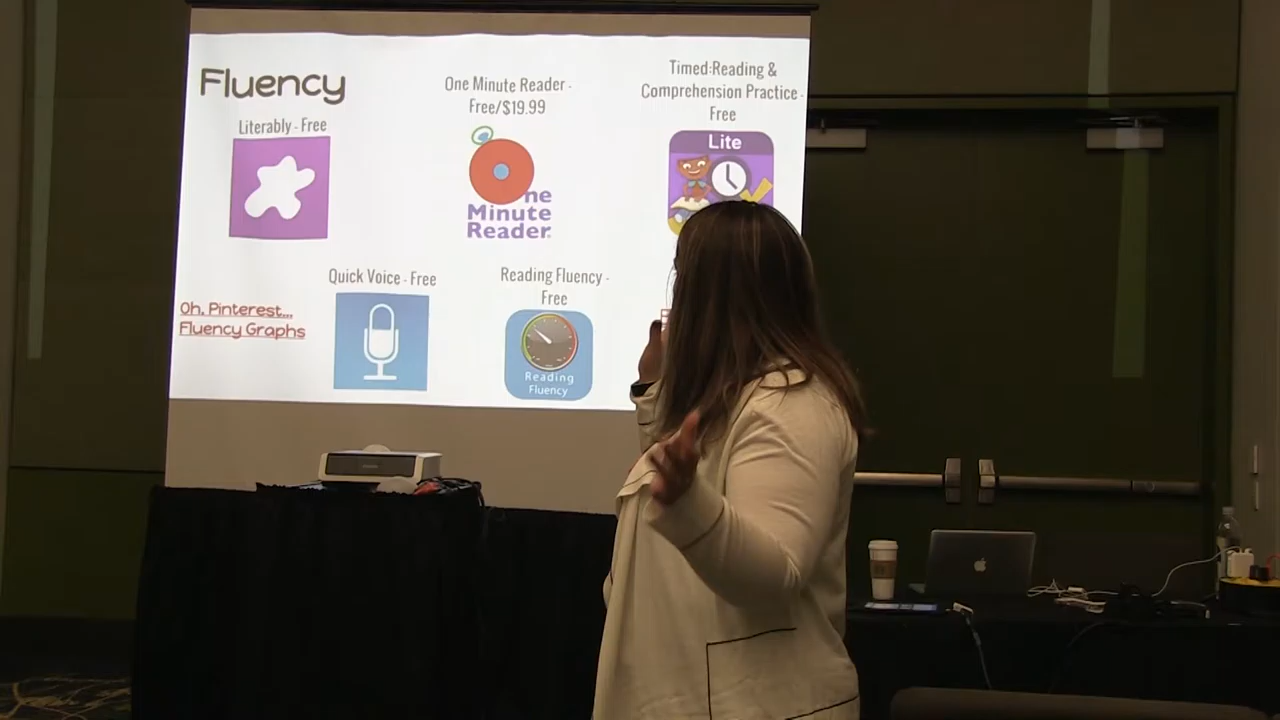 Fluency
Literably - Free
One Minute Reader -
Free/$19.99
ne
Minute
Reader.
Timed:Reading &
Comprehension Practice -
Free
Lite
Oh, Pinterest...
Fluency Graphs
Quick Voice - Free
Reading Fluency -
Free
Reading
Fluency